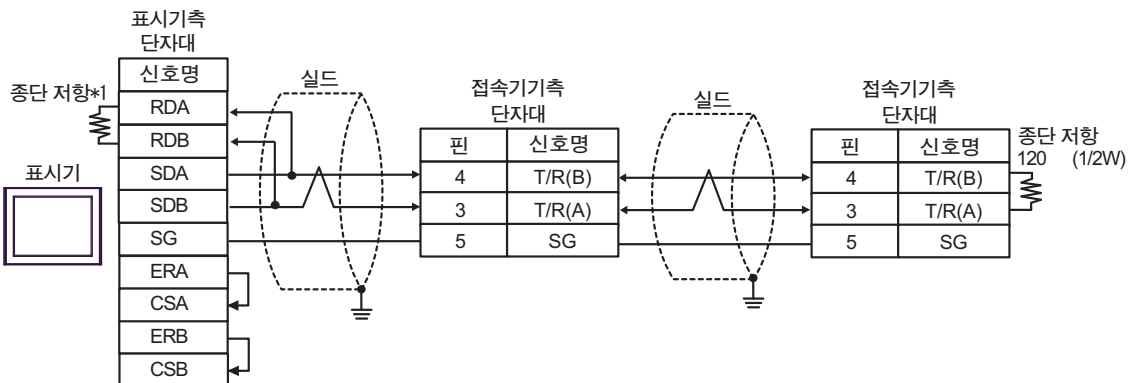 표시기측
단자대
신호명
종단 저항*1
RDA
RDB
표시기
SDA
SDB
SG
ERA
CSA
ERB
CSB
실드
접속기기측
단자대
핀 신호명
4 T/R(B)
3 T/R(A)
5 SG
실드
접속기기측
단자대
핀 신호명
4 T/R(B)
3 T/R(A)
5 SG
종단 저항
120 (1/2W)